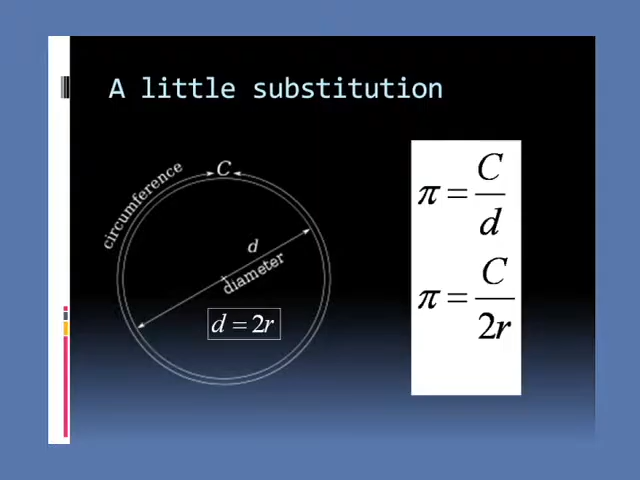 A little substitution
C
circumference
d
diameter
d = 2r
π = C/d
π = C/2r